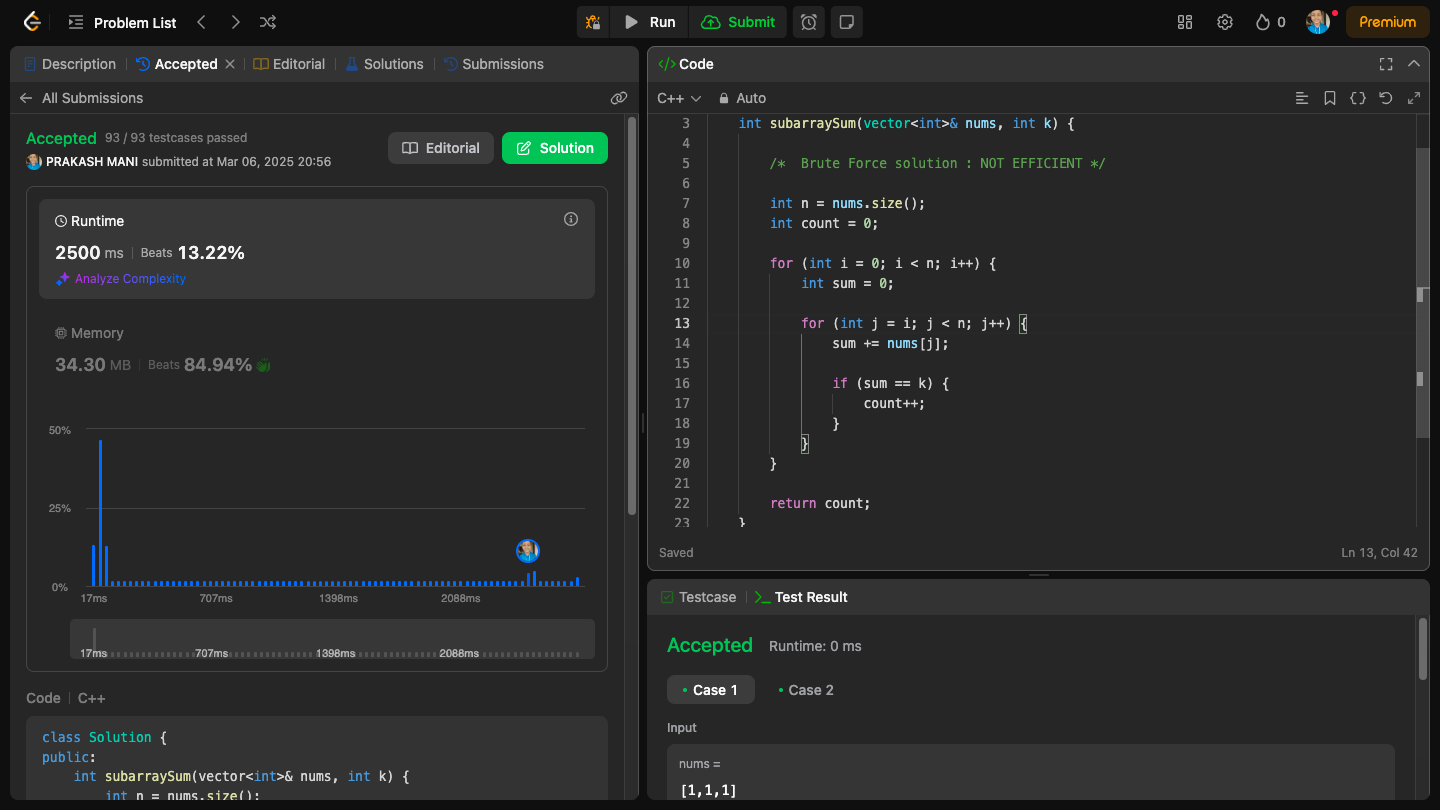 Problem List
Run
Submit
0
Premium
Description
Accepted
Editorial
Solutions
Submissions
All Submissions
Accepted 93 / 93 testcases passed
PRAKASH MANI submitted at Mar 06, 2025 20:56
Editorial
Solution
Runtime
2500 ms | Beats 13.22%
Analyze Complexity
Memory
34.30 MB | Beats 84.94%
50%
25%
0%
17ms 707ms 1398ms 2088ms
17ms 707ms 1398ms 2088ms
Code | C++
class Solution {
public:
    int subarraySum(vector<int>& nums, int k) {
        int n = nums.size();
</> Code
C++ Auto
3 int subarraySum(vector<int>& nums, int k) {
4
5 /*  Brute Force solution : NOT EFFICIENT */
6
7 int n = nums.size();
8 int count = 0;
9
10 for (int i = 0; i < n; i++) {
11 int sum = 0;
12
13 for (int j = i; j < n; j++) {
14 sum += nums[j];
15
16 if (sum == k) {
17 count++;
18 }
19 }
20 }
21
22 return count;
23 }
Saved
Ln 13, Col 42
Testcase
Test Result
Accepted Runtime: 0 ms
Case 1
Case 2
Input
nums =
[1,1,1]